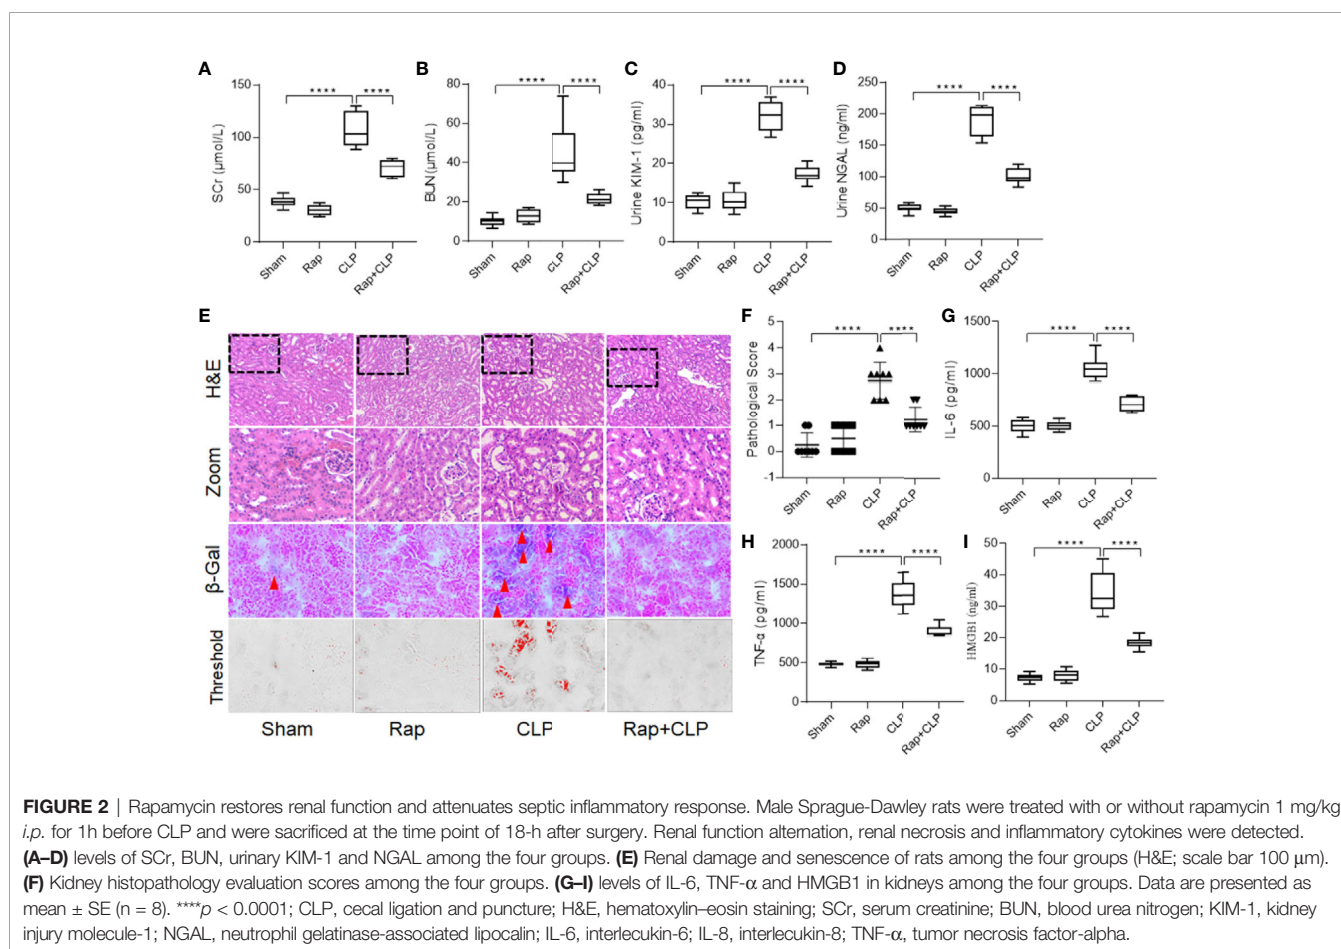 A
B
C
D
SCr (μmol/L)
150
100
50
0
****
****
Sham
Rap
CLP
Rap+CLP
BUN (μmol/L)
80
60
40
20
0
****
****
Sham
Rap
CLP
Rap+CLP
Urine KIM-1 (pg/ml)
40
30
20
10
0
****
****
Sham
Rap
CLP
Rap+CLP
Urine NGAL (ng/ml)
250
200
150
100
50
0
****
****
Sham
Rap
CLP
Rap+CLP
E
H&E
Zoom
β-Gal
Threshold
Sham
Rap
CLP
Rap+CLP
F
Pathological Score
5
4
3
2
1
0
-1
****
****
Sham
Rap
CLP
Rap+CLP
G
IL-6 (pg/ml)
1500
1000
500
0
****
****
Sham
Rap
CLP
Rap+CLP
H
TNF-α (pg/ml)
2000
1500
1000
500
0
****
****
Sham
Rap
CLP
Rap+CLP
I
HMGB1 (ng/ml)
50
40
30
20
10
0
****
****
Sham
Rap
CLP
Rap+CLP
FIGURE 2 | Rapamycin restores renal function and attenuates septic inflammatory response. Male Sprague-Dawley rats were treated with or without rapamycin 1 mg/kg
i.p. for 1h before CLP and were sacrificed at the time point of 18-h after surgery. Renal function alternation, renal necrosis and inflammatory cytokines were detected.
(A–D) levels of SCr, BUN, urinary KIM-1 and NGAL among the four groups. (E) Renal damage and senescence of rats among the four groups (H&E; scale bar 100 μm).
(F) Kidney histopathology evaluation scores among the four groups. (G–I) levels of IL-6, TNF-α and HMGB1 in kidneys among the four groups. Data are presented as
mean ± SE (n = 8). ****p < 0.0001; CLP, cecal ligation and puncture; H&E, hematoxylin–eosin staining; SCr, serum creatinine; BUN, blood urea nitrogen; KIM-1, kidney
injury molecule-1; NGAL, neutrophil gelatinase-associated lipocalin; IL-6, interlecukin-6; IL-8, interlecukin-8; TNF-α, tumor necrosis factor-alpha.